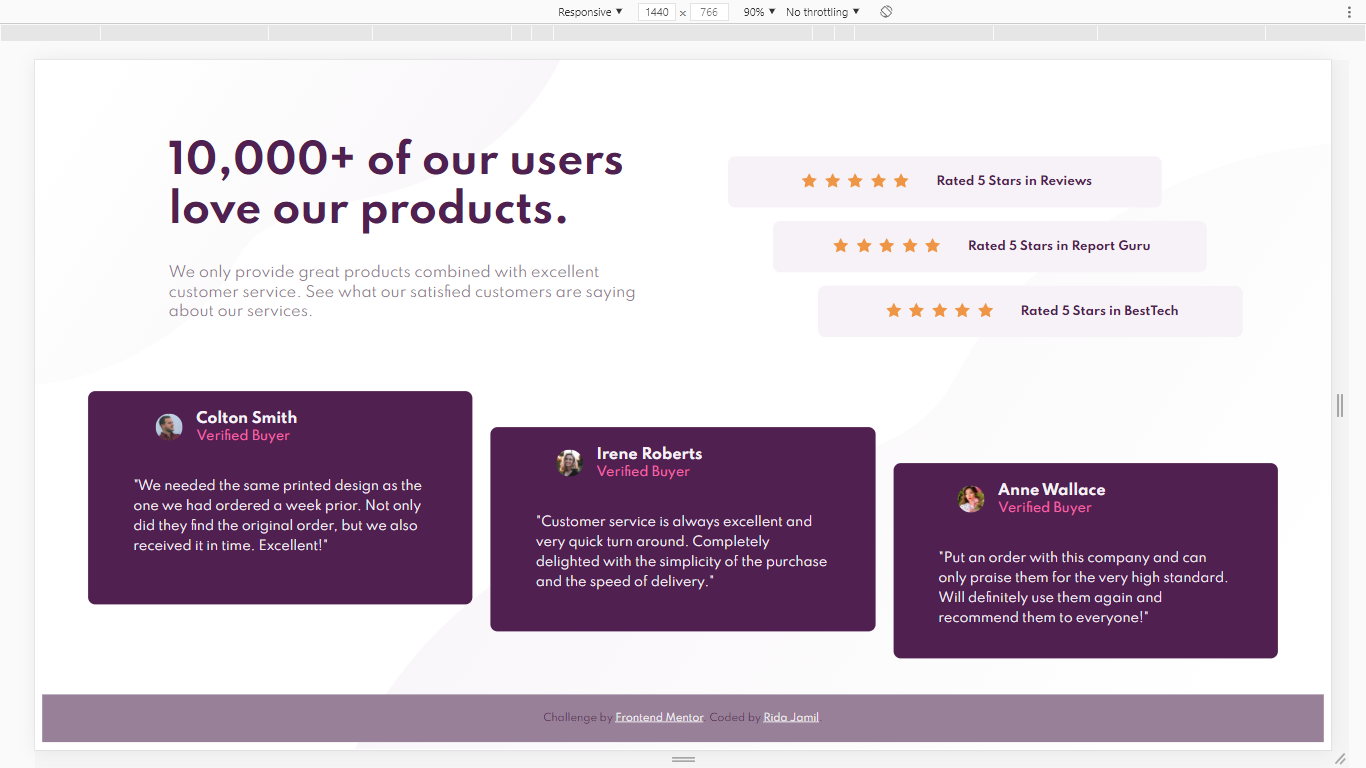 Responsive ▼ 1440 × 766 90% ▼ No throttling ▼
10,000+ of our users
love our products.
We only provide great products combined with excellent
customer service. See what our satisfied customers are saying
about our services.
Rated 5 Stars in Reviews
Rated 5 Stars in Report Guru
Rated 5 Stars in BestTech
Colton Smith
Verified Buyer
"We needed the same printed design as the
one we had ordered a week prior. Not only
did they find the original order, but we also
received it in time. Excellent!"
Irene Roberts
Verified Buyer
"Customer service is always excellent and
very quick turn around. Completely
delighted with the simplicity of the purchase
and the speed of delivery."
Anne Wallace
Verified Buyer
"Put an order with this company and can
only praise them for the very high standard.
Will definitely use them again and
recommend them to everyone!"
Challenge by Frontend Mentor. Coded by Rida Jamil.